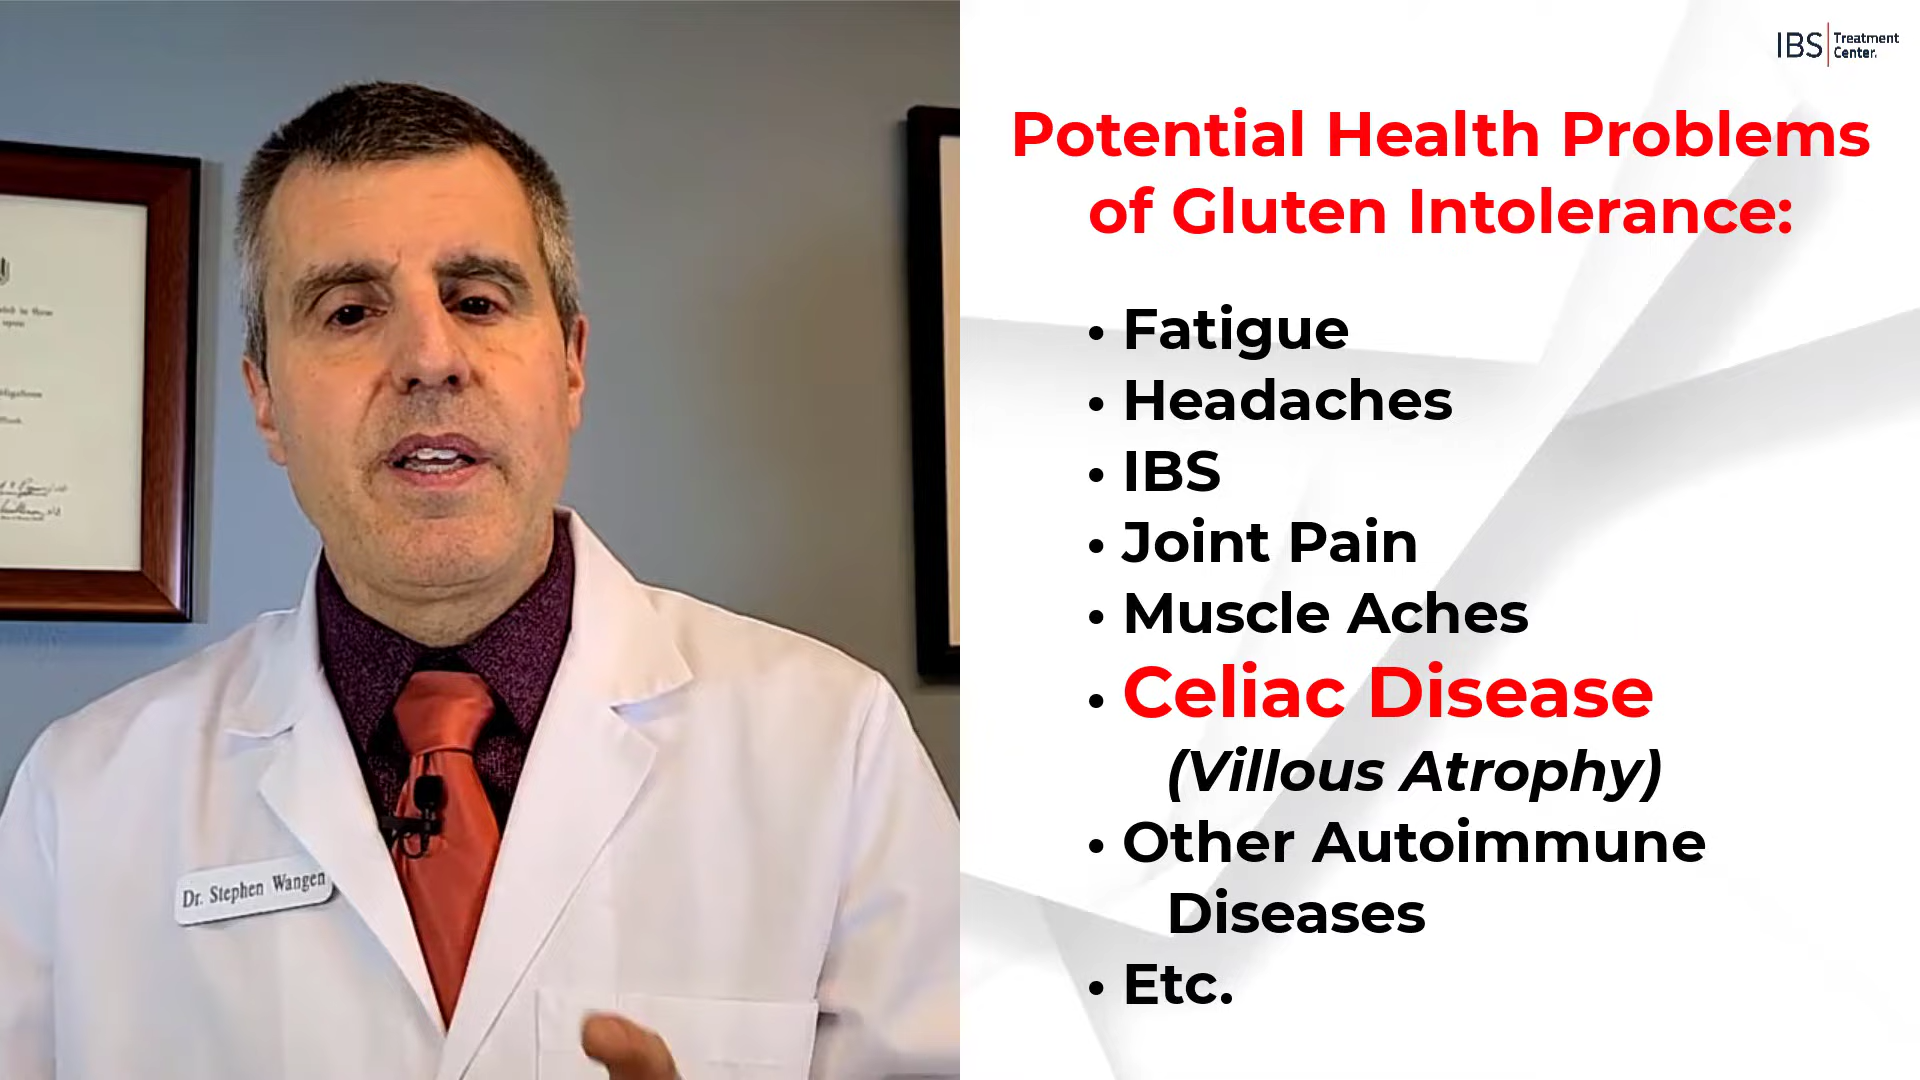 IBS Treatment
Center.
Potential Health Problems
of Gluten Intolerance:
• Fatigue
• Headaches
• IBS
• Joint Pain
• Muscle Aches
• Celiac Disease
(Villous Atrophy)
• Other Autoimmune
Diseases
• Etc.
Dr. Stephen Wangen